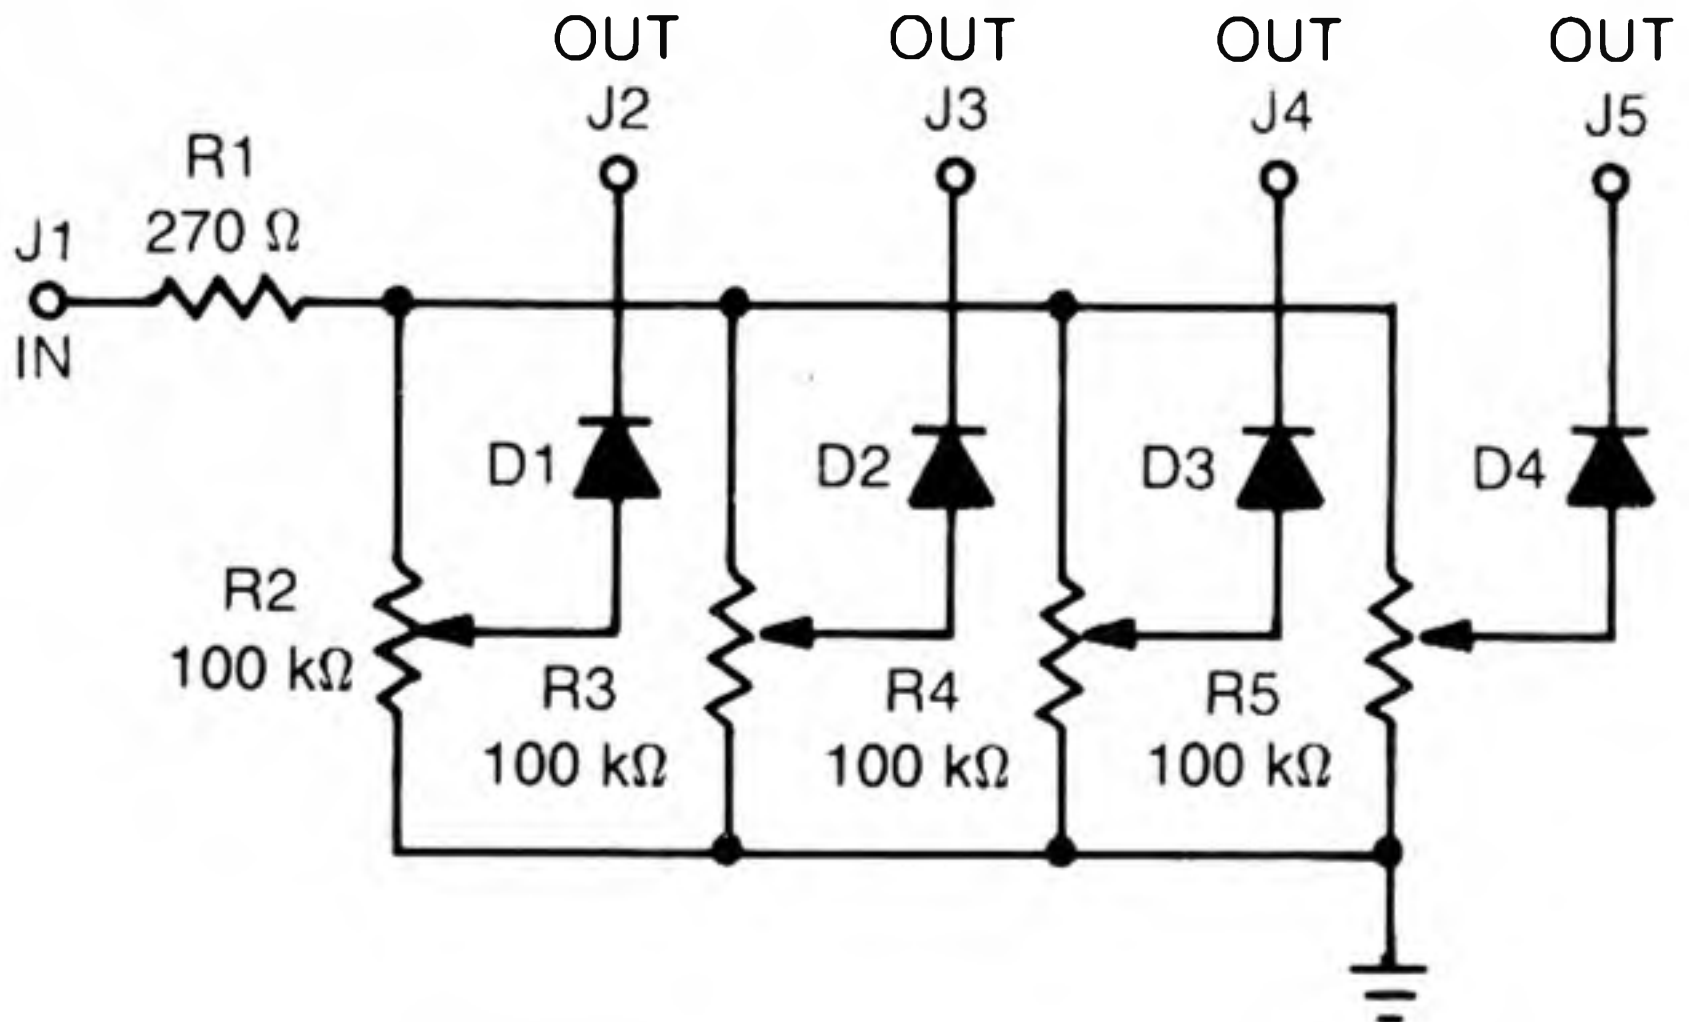 OUT OUT OUT OUT
J2 J3 J4 J5
R1
270 Ω
J1
IN
D1 D2 D3 D4
R2
100 kΩ
R3 R4 R5
100 kΩ 100 kΩ 100 kΩ